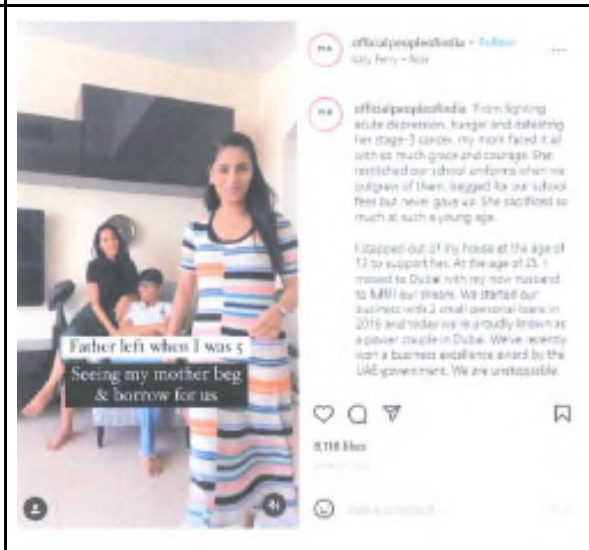 officialpeopleofindia • Follow
Katy Perry • Roar
officialpeopleofindia From fighting
acute depression, hunger and defeating
her stage-3 cancer, my mom faced it all
with so much grace and courage. She
restitched our school uniforms when we
outgrew of them, begged for our school
fees but never gave up. She sacrificed so
much at such a young age.
I stepped out of my house at the age of
13 to support her. At the age of 25, I
moved to Dubai with my now husband
to fulfill our dream. We started our
business with 2 small personal loans in
2016 and today we're proudly known as
a power couple in Dubai. We've recently
won a business excellence award by the
UAE government. We are unstoppable.
Father left when I was 5
Seeing my mother beg
& borrow for us
8,118 likes
Add a comment...